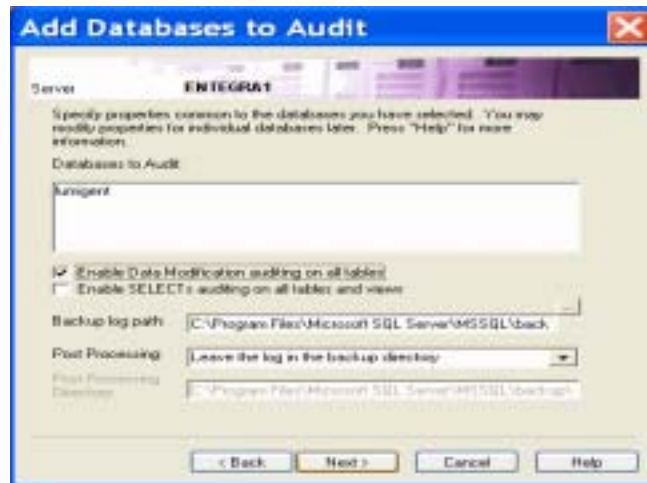 Add Databases to Audit
Server ENTEGRA1
Specify properties common to the databases you have selected. You may
modify properties for individual databases later. Press "Help" for more
information.
Databases to Audit
lumigent
Enable Data Modification auditing on all tables
Enable SELECTs auditing on all tables and views
...
Backup log path: C:\Program Files\Microsoft SQL Server\MSSQL\back
Post Processing: Leave the log in the backup directory
Post Processing
Directory: C:\Program Files\Microsoft SQL Server\MSSQL\backup\
< Back Next > Cancel Help